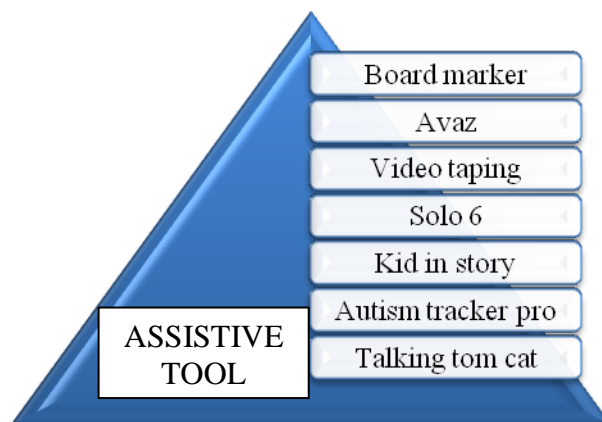 Board marker
Avaz
Video taping
Solo 6
Kid in story
Autism tracker pro
Talking tom cat
ASSISTIVE
TOOL